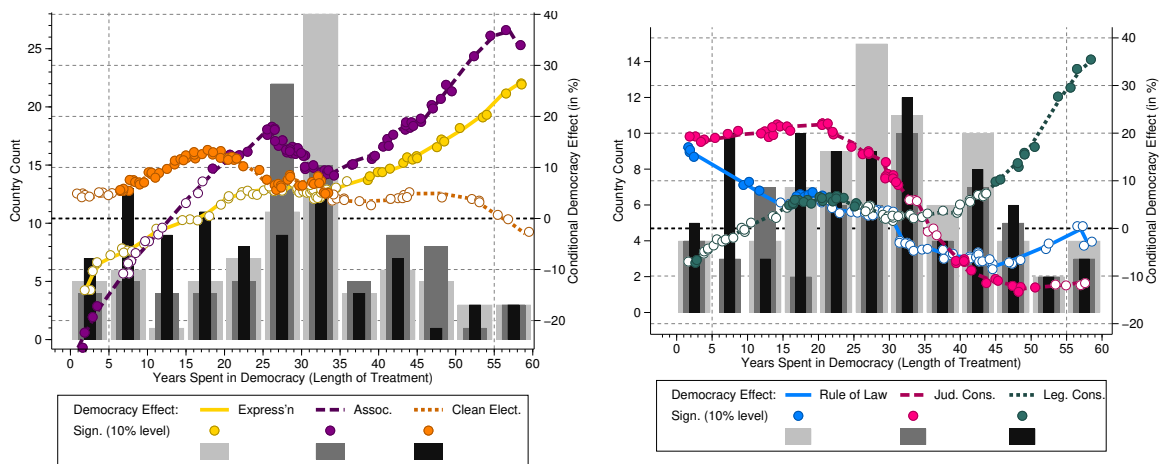 40
30
20
10
0
-10
-20
25
20
15
10
5
0
Country Count
Conditional Democracy Effect (in %)
0 5 10 15 20 25 30 35 40 45 50 55 60
Years Spent in Democracy (Length of Treatment)
Democracy Effect: Express'n Assoc. Clean Elect.
Sign. (10% level)
40
30
20
10
0
-10
-20
14
12
10
8
6
4
2
0
Country Count
Conditional Democracy Effect (in %)
0 5 10 15 20 25 30 35 40 45 50 55 60
Years Spent in Democracy (Length of Treatment)
Democracy Effect: Rule of Law Jud. Cons. Leg. Cons.
Sign. (10% level)